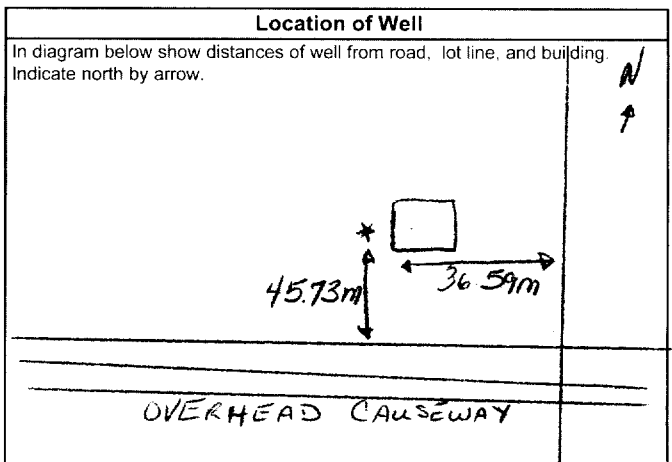 Location of Well
In diagram below show distances of well from road, lot line, and building.
Indicate north by arrow.
N
45.73m
36.59m
OVERHEAD CAUSEWAY